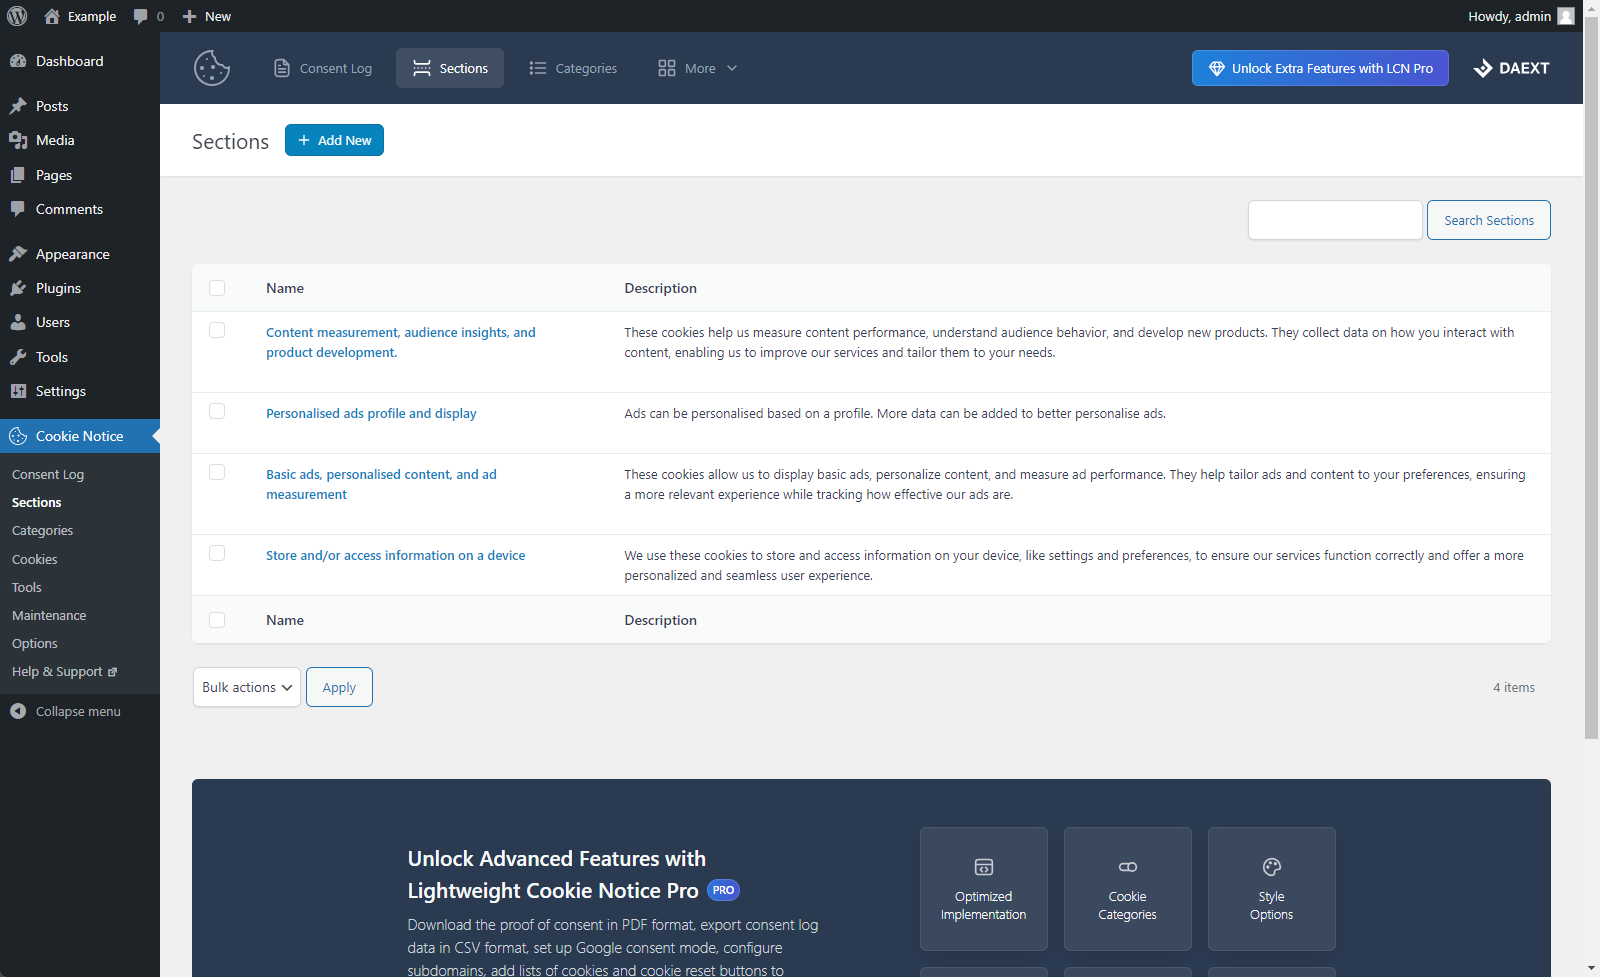 Example
0
New
Howdy, admin
Dashboard
Posts
Media
Pages
Comments
Appearance
Plugins
Users
Tools
Settings
Cookie Notice
Consent Log
Sections
Categories
Cookies
Tools
Maintenance
Options
Help & Support
Collapse menu
Consent Log
Sections
Categories
More
Unlock Extra Features with LCN Pro
DAEXT
Sections
Add New
Search Sections
Name
Description
Content measurement, audience insights, and
product development.
These cookies help us measure content performance, understand audience behavior, and develop new products. They collect data on how you interact with
content, enabling us to improve our services and tailor them to your needs.
Personalised ads profile and display
Ads can be personalised based on a profile. More data can be added to better personalise ads.
Basic ads, personalised content, and ad
measurement
These cookies allow us to display basic ads, personalize content, and measure ad performance. They help tailor ads and content to your preferences, ensuring
a more relevant experience while tracking how effective our ads are.
Store and/or access information on a device
We use these cookies to store and access information on your device, like settings and preferences, to ensure our services function correctly and offer a more
personalized and seamless user experience.
Name
Description
Bulk actions
Apply
4 items
Unlock Advanced Features with
Lightweight Cookie Notice Pro PRO
Download the proof of consent in PDF format, export consent log
data in CSV format, set up Google consent mode, configure
subdomains, add lists of cookies and cookie reset buttons to
Optimized
Implementation
Cookie
Categories
Style
Options